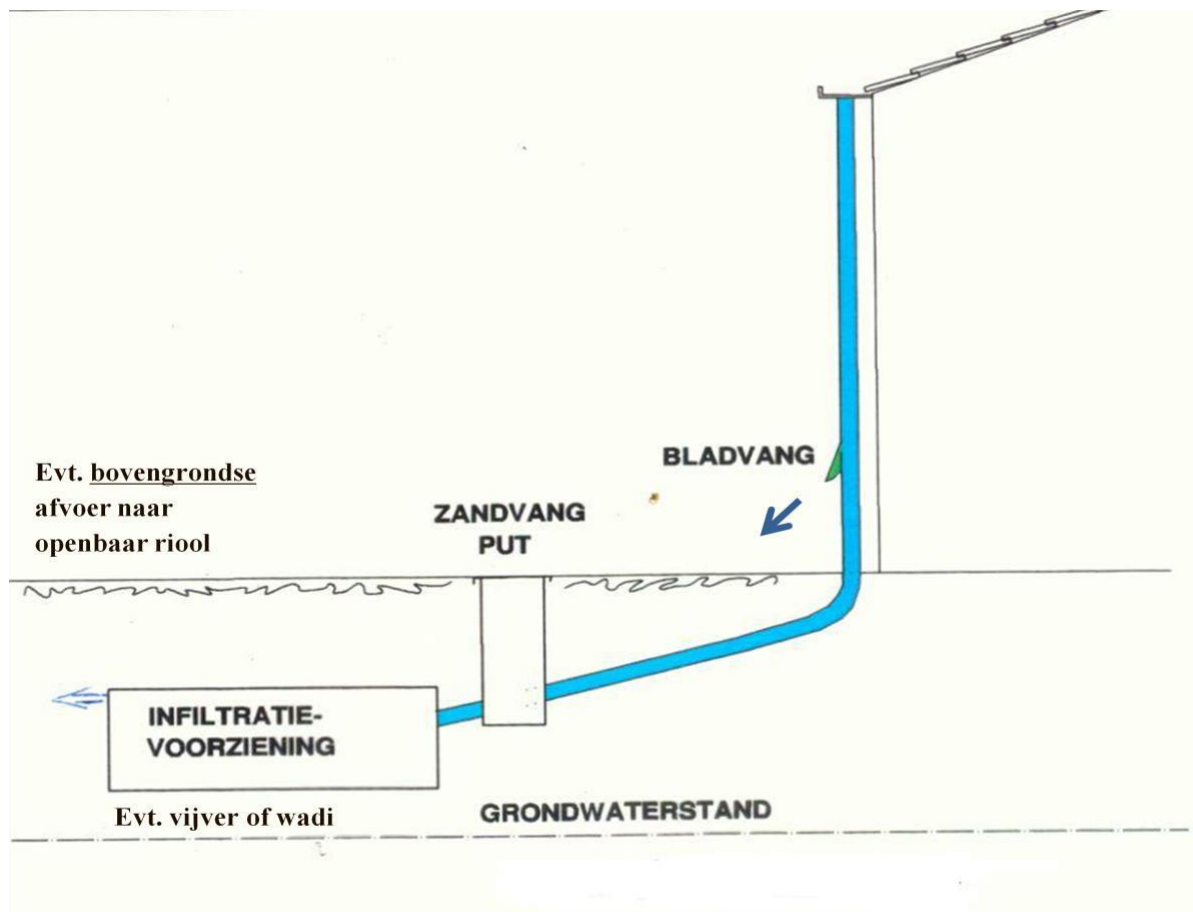 BLADVANG
Evt. bovengrondse
afvoer naar
openbaar riool
ZANDVANG
PUT
INFILTRATIE-
VOORZIENING
Evt. vijver of wadi
GRONDWATERSTAND